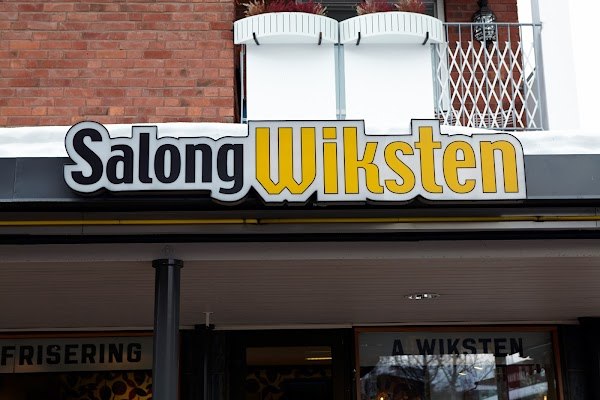 Salong Wiksten
FRISERING
A WIKSTEN